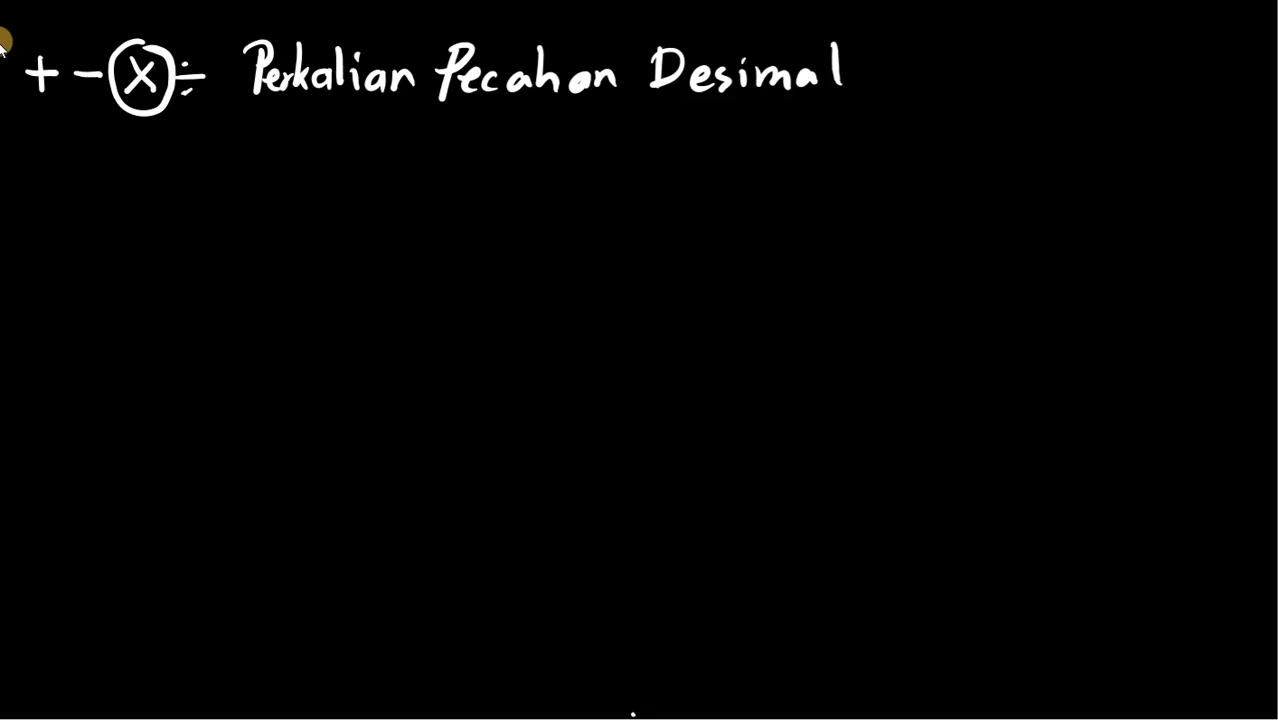 + - × ÷ Perkalian Pecahan Desimal